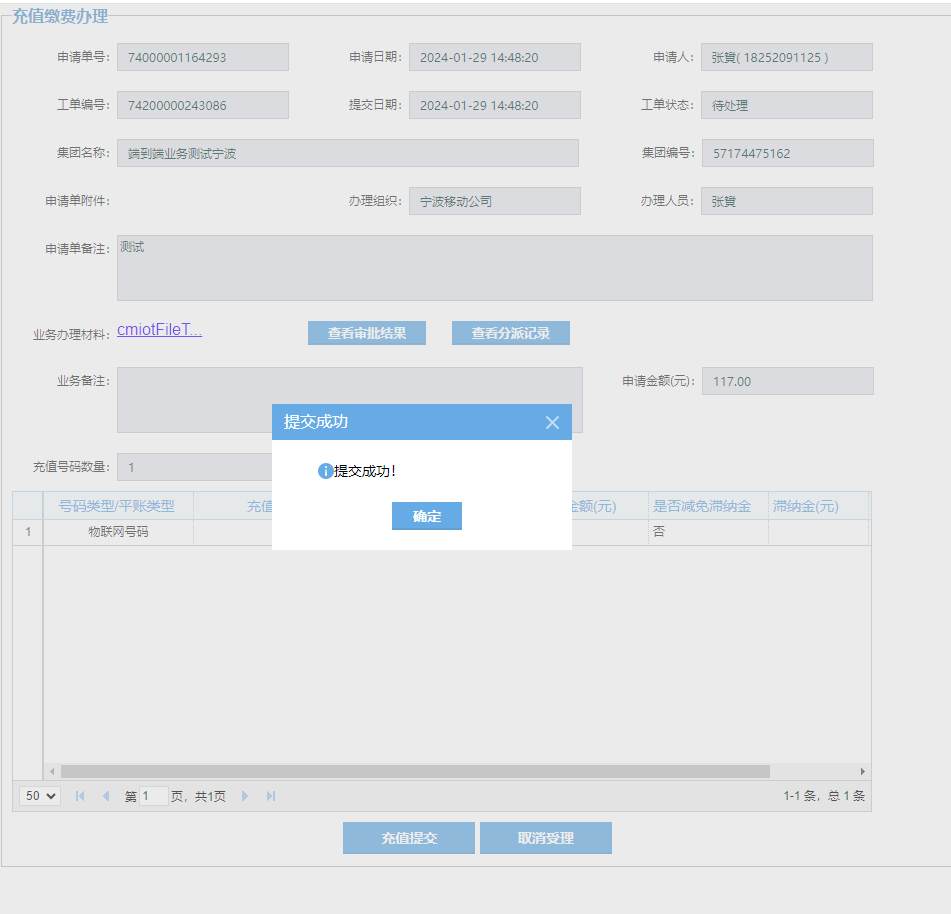 充值缴费办理
申请单号: 74000001164293 申请日期: 2024-01-29 14:48:20 申请人: 张箕( 18252091125 )
工单编号: 74200000243086 提交日期: 2024-01-29 14:48:20 工单状态: 待处理
集团名称: 端到端业务测试宁波 集团编号: 57174475162
申请单附件: 办理组织: 宁波移动公司 办理人员: 张箕
申请单备注: 测试
业务办理材料: cmiotFileT... 查看审批结果 查看分派记录
业务备注: 申请金额(元): 117.00
提交成功
充值号码数量: 1
提交成功!
确定
号码类型/平账类型 充值 金额(元) 是否减免滞纳金 滞纳金(元)
1 物联网号码 否
50 第 1 页, 共1页 1-1 条, 总 1 条
充值提交 取消受理